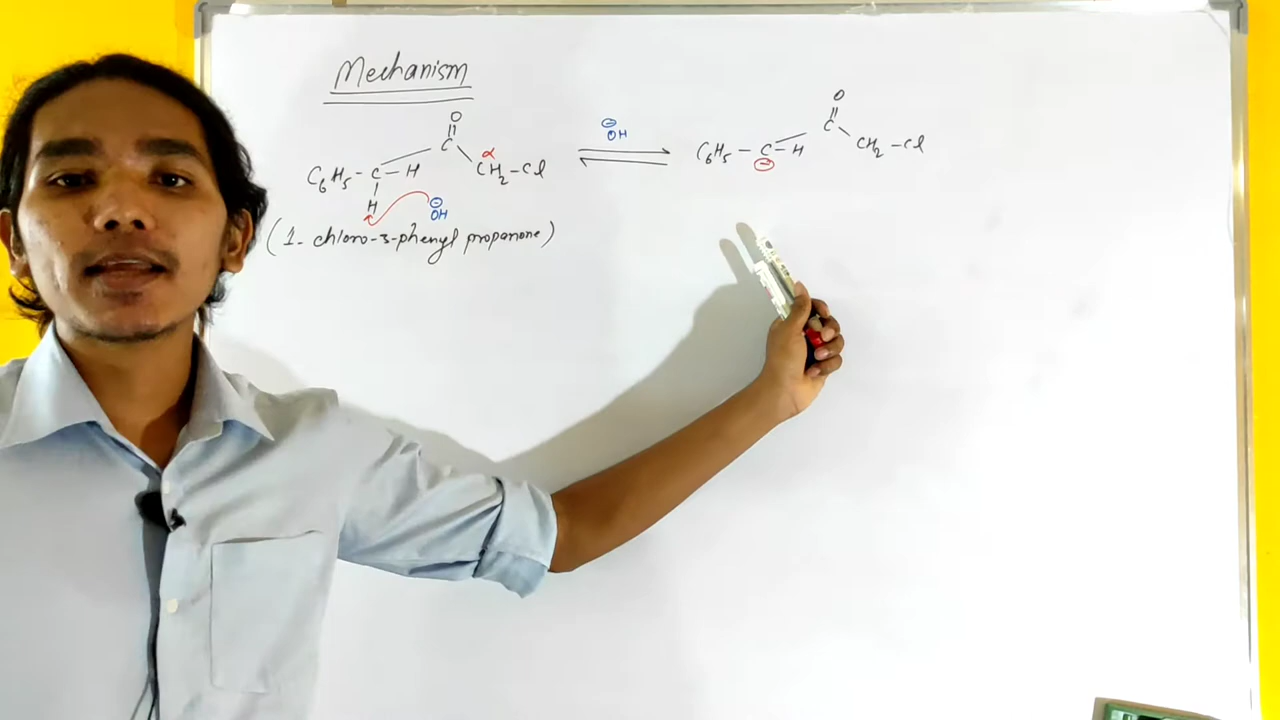 Mechanism
O
||
C
C6H5 - C - H
α
CH2 - Cl
H
⊖
OH
(1- chloro-3-phenyl propanone)
⊖
OH
O
||
C
C6H5 - C - H
⊖
CH2 - Cl